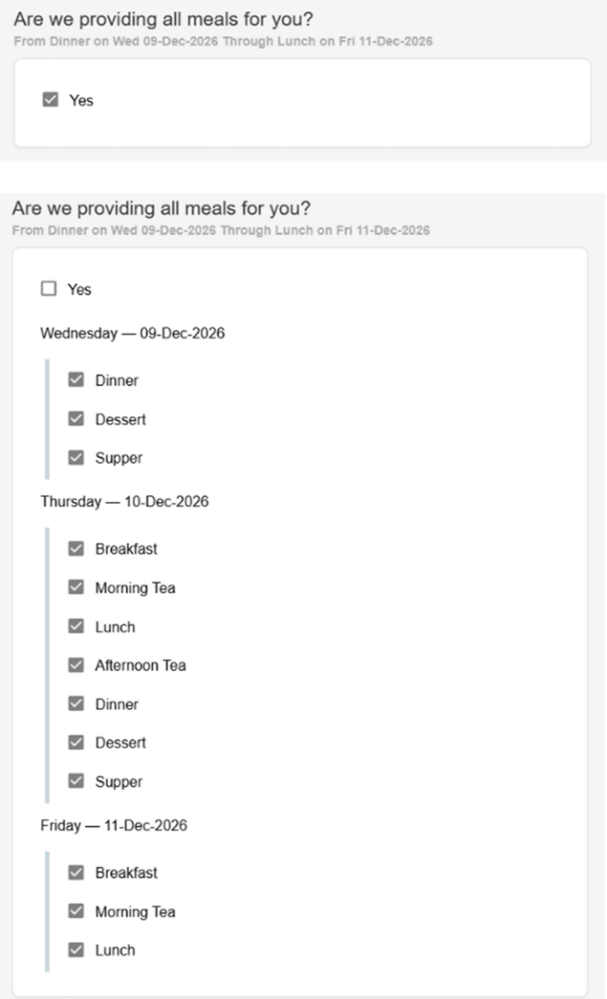 Are we providing all meals for you?
From Dinner on Wed 09-Dec-2026 Through Lunch on Fri 11-Dec-2026
Yes
Are we providing all meals for you?
From Dinner on Wed 09-Dec-2026 Through Lunch on Fri 11-Dec-2026
Yes
Wednesday — 09-Dec-2026
Dinner
Dessert
Supper
Thursday — 10-Dec-2026
Breakfast
Morning Tea
Lunch
Afternoon Tea
Dinner
Dessert
Supper
Friday — 11-Dec-2026
Breakfast
Morning Tea
Lunch